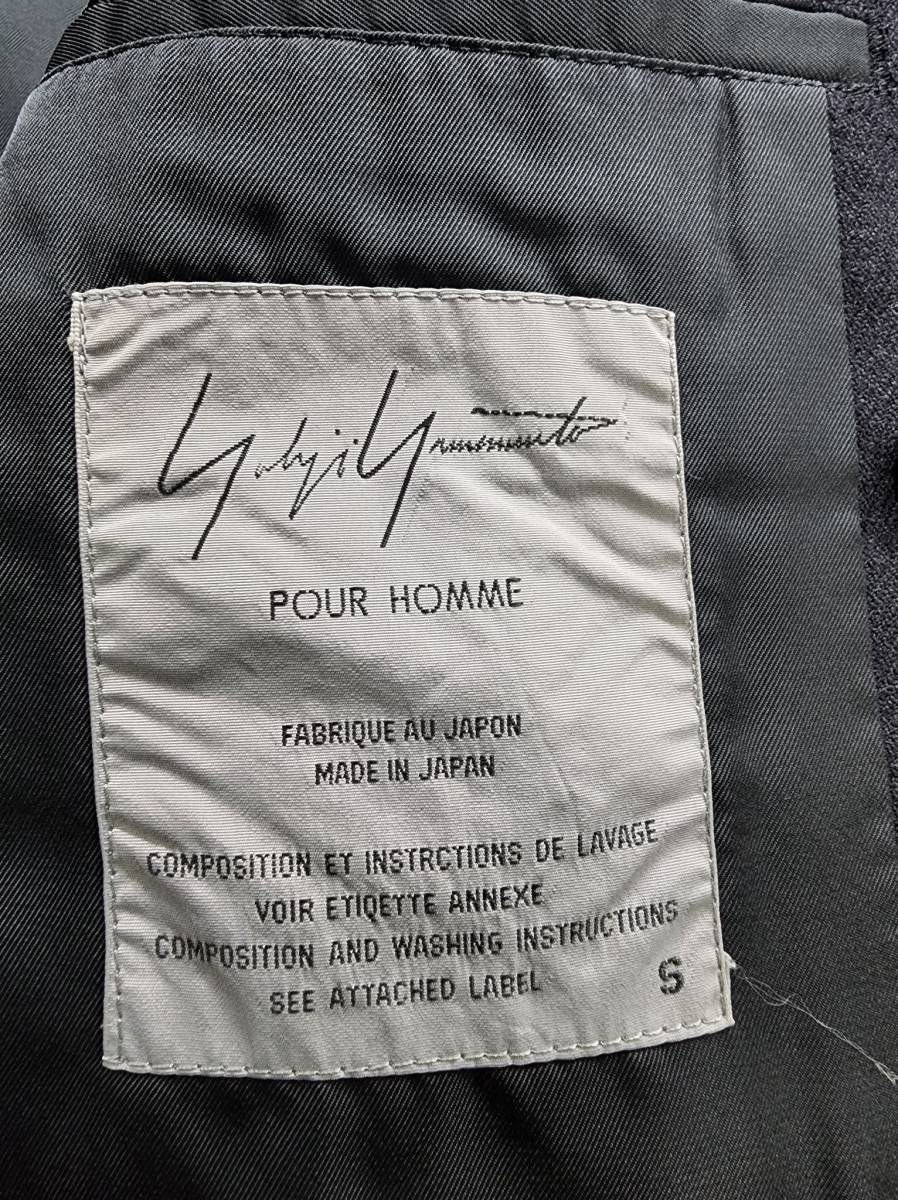 Yohji Yamamoto
POUR HOMME
FABRIQUE AU JAPON
MADE IN JAPAN
COMPOSITION ET INSTRCTIONS DE LAVAGE
VOIR ETIQETTE ANNEXE
COMPOSITION AND WASHING INSTRUCTIONS
SEE ATTACHED LABEL
S